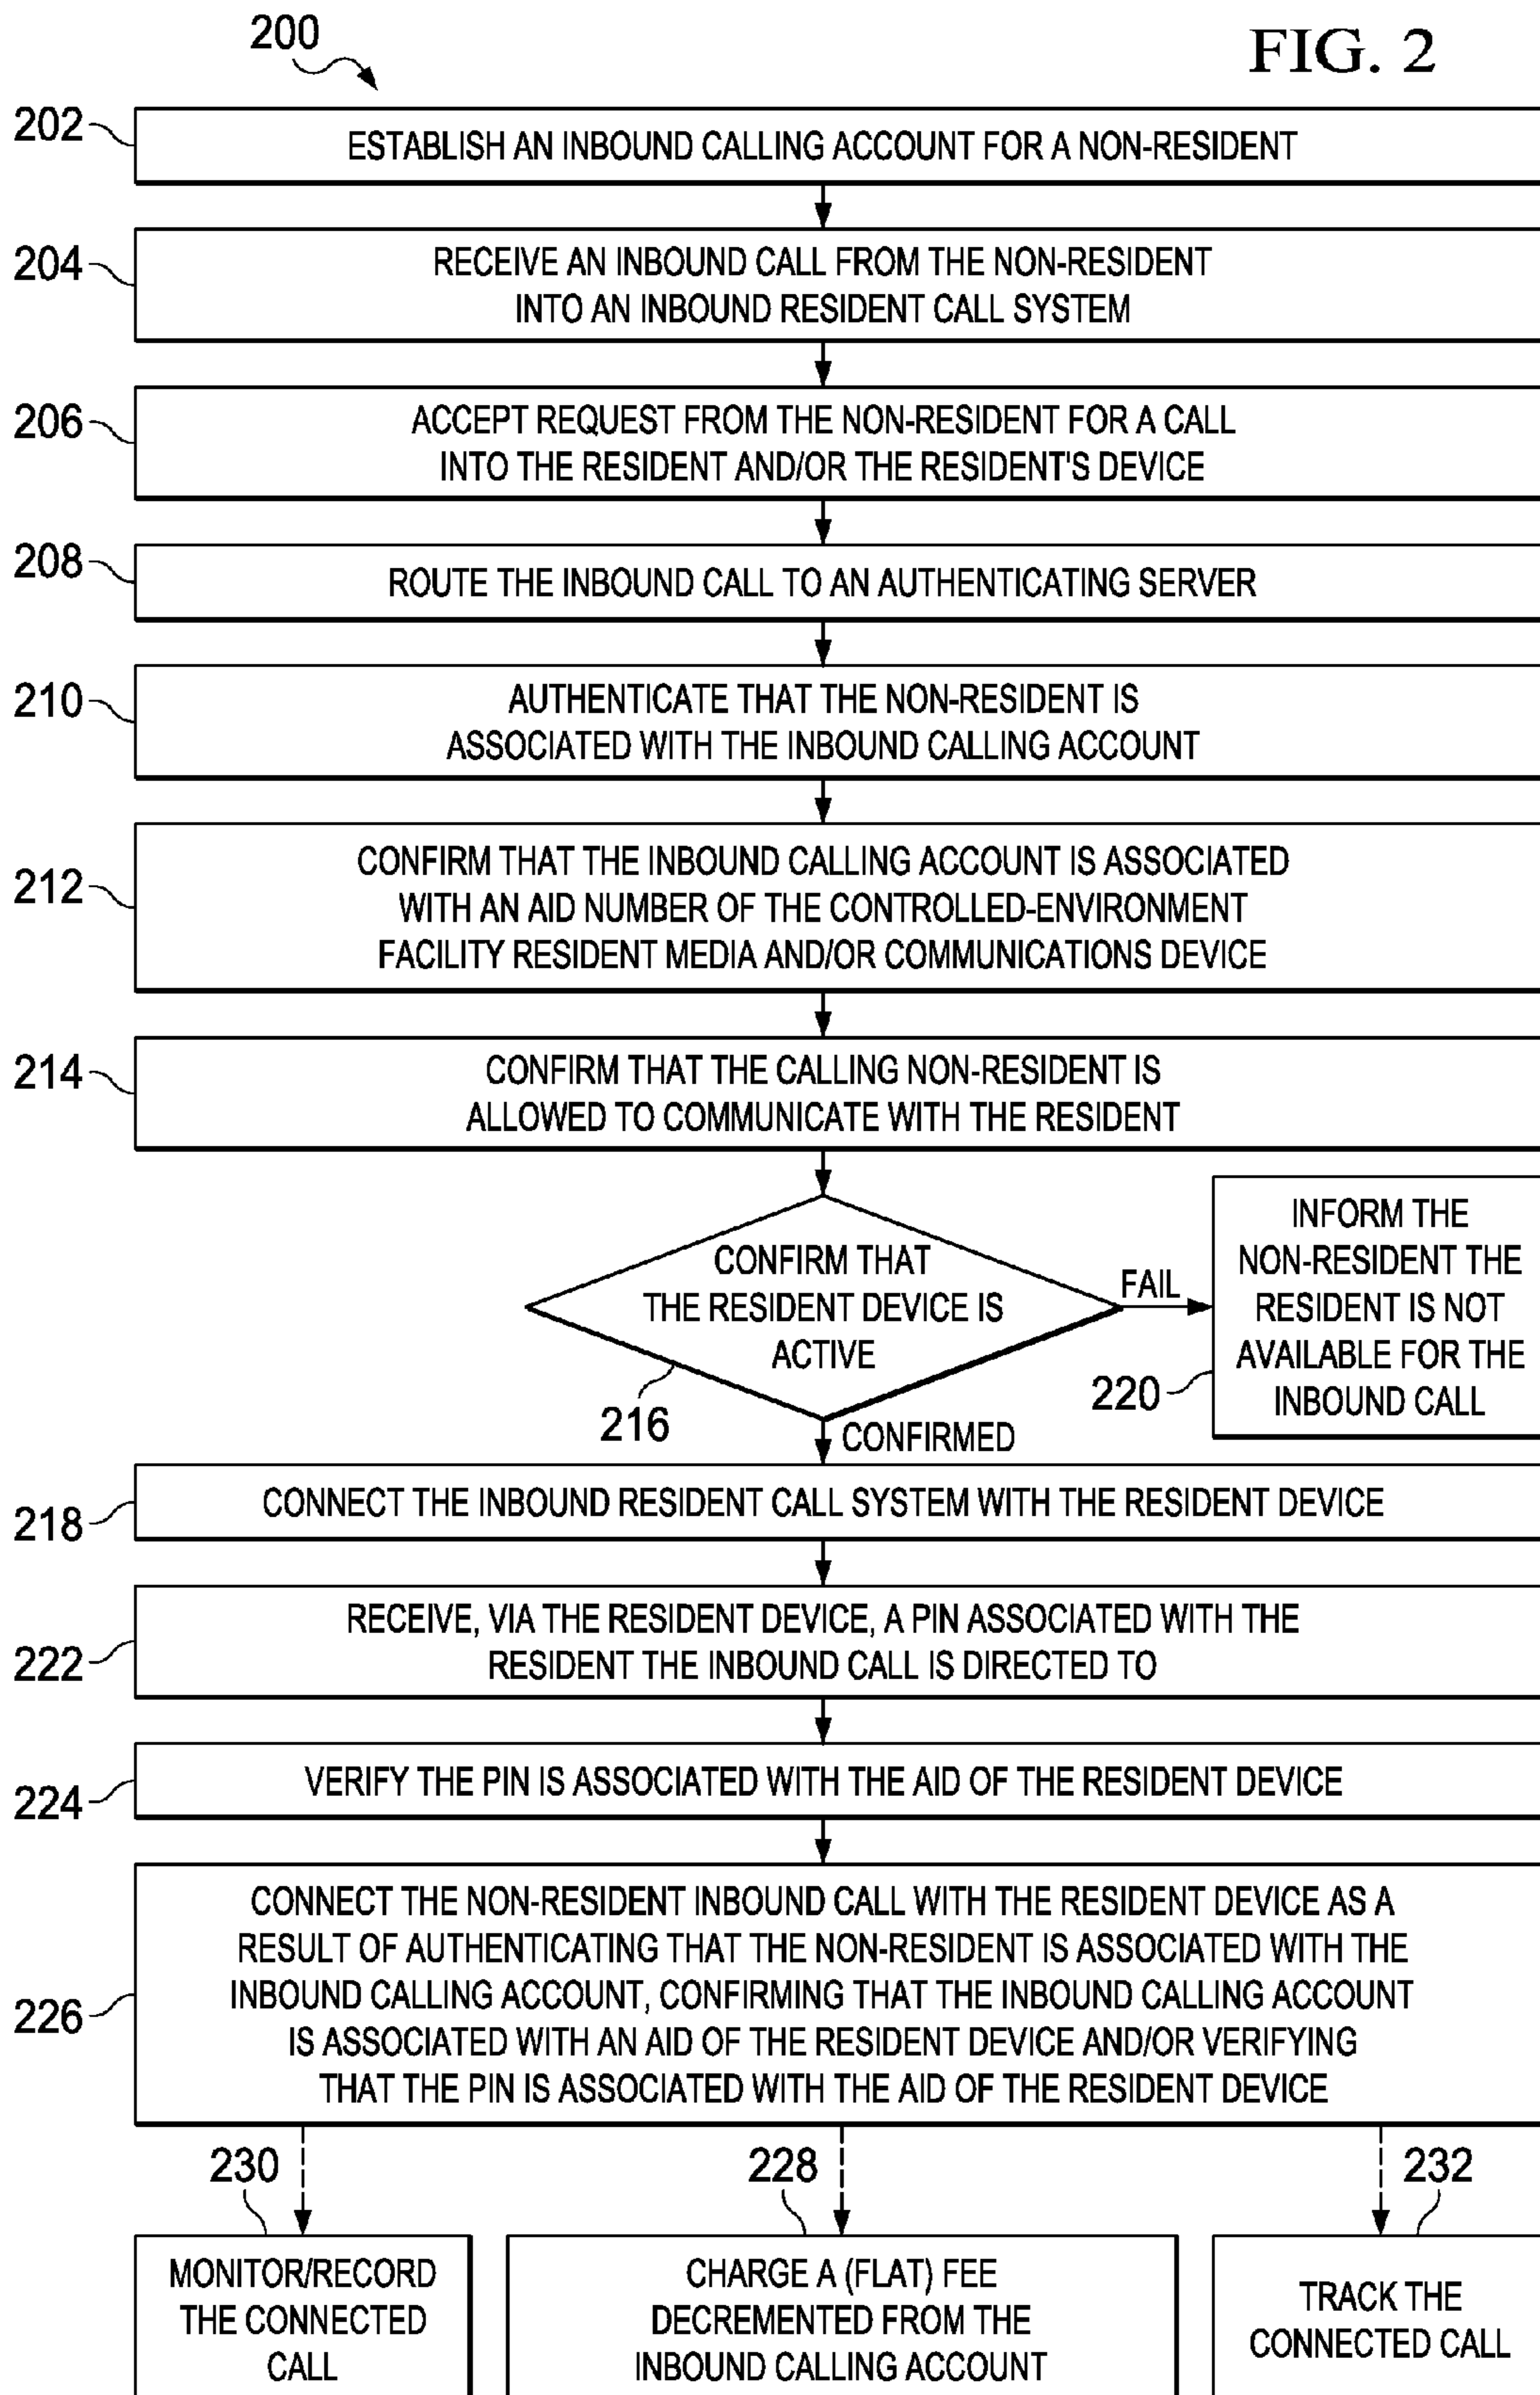 200
FIG. 2
202
ESTABLISH AN INBOUND CALLING ACCOUNT FOR A NON-RESIDENT
204
RECEIVE AN INBOUND CALL FROM THE NON-RESIDENT
INTO AN INBOUND RESIDENT CALL SYSTEM
206
ACCEPT REQUEST FROM THE NON-RESIDENT FOR A CALL
INTO THE RESIDENT AND/OR THE RESIDENT'S DEVICE
208
ROUTE THE INBOUND CALL TO AN AUTHENTICATING SERVER
210
AUTHENTICATE THAT THE NON-RESIDENT IS
ASSOCIATED WITH THE INBOUND CALLING ACCOUNT
212
CONFIRM THAT THE INBOUND CALLING ACCOUNT IS ASSOCIATED
WITH AN AID NUMBER OF THE CONTROLLED-ENVIRONMENT
FACILITY RESIDENT MEDIA AND/OR COMMUNICATIONS DEVICE
214
CONFIRM THAT THE CALLING NON-RESIDENT IS
ALLOWED TO COMMUNICATE WITH THE RESIDENT
CONFIRM THAT
THE RESIDENT DEVICE IS
ACTIVE
216
FAIL
INFORM THE
NON-RESIDENT THE
RESIDENT IS NOT
AVAILABLE FOR THE
INBOUND CALL
220
CONFIRMED
218
CONNECT THE INBOUND RESIDENT CALL SYSTEM WITH THE RESIDENT DEVICE
222
RECEIVE, VIA THE RESIDENT DEVICE, A PIN ASSOCIATED WITH THE
RESIDENT THE INBOUND CALL IS DIRECTED TO
224
VERIFY THE PIN IS ASSOCIATED WITH THE AID OF THE RESIDENT DEVICE
226
CONNECT THE NON-RESIDENT INBOUND CALL WITH THE RESIDENT DEVICE AS A
RESULT OF AUTHENTICATING THAT THE NON-RESIDENT IS ASSOCIATED WITH THE
INBOUND CALLING ACCOUNT, CONFIRMING THAT THE INBOUND CALLING ACCOUNT
IS ASSOCIATED WITH AN AID OF THE RESIDENT DEVICE AND/OR VERIFYING
THAT THE PIN IS ASSOCIATED WITH THE AID OF THE RESIDENT DEVICE
230
MONITOR/RECORD
THE CONNECTED
CALL
228
CHARGE A (FLAT) FEE
DECREMENTED FROM THE
INBOUND CALLING ACCOUNT
232
TRACK THE
CONNECTED CALL